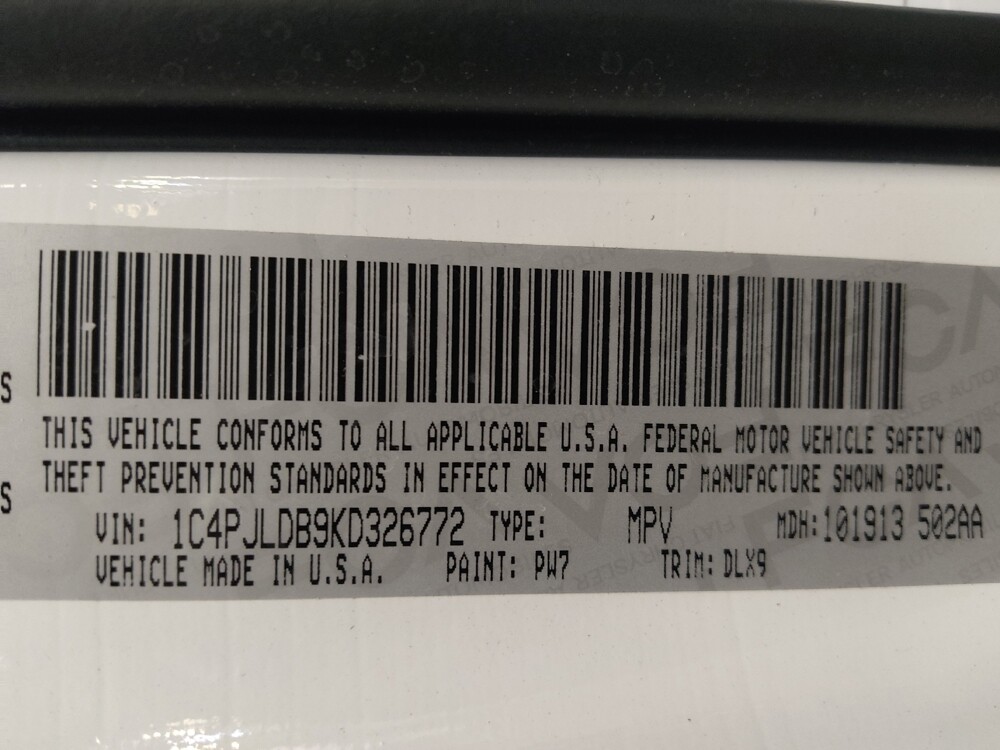 S
THIS VEHICLE CONFORMS TO ALL APPLICABLE U.S.A. FEDERAL MOTOR VEHICLE SAFETY AND
THEFT PREVENTION STANDARDS IN EFFECT ON THE DATE OF MANUFACTURE SHOWN ABOVE.
S
VIN: 1C4PJLDB9KD326772 TYPE: MPV MDH:101913 502AA
VEHICLE MADE IN U.S.A. PAINT: PW7 TRIM: DLX9